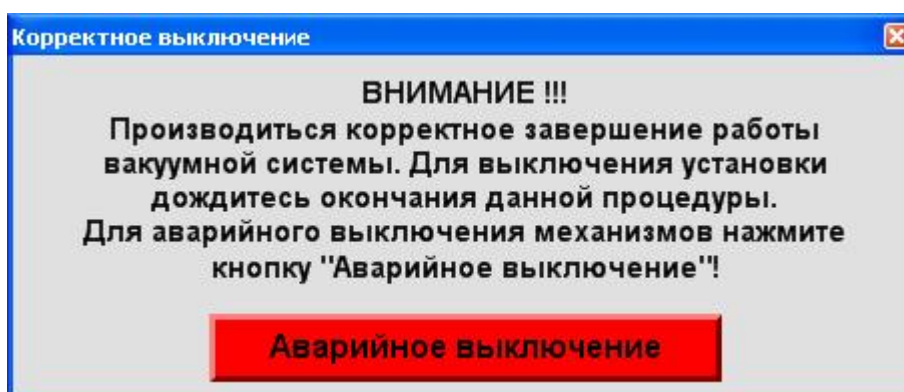 Корректное выключение
ВНИМАНИЕ !!!
Производиться корректное завершение работы
вакуумной системы. Для выключения установки
дождитесь окончания данной процедуры.
Для аварийного выключения механизмов нажмите
кнопку "Аварийное выключение"!
Аварийное выключение